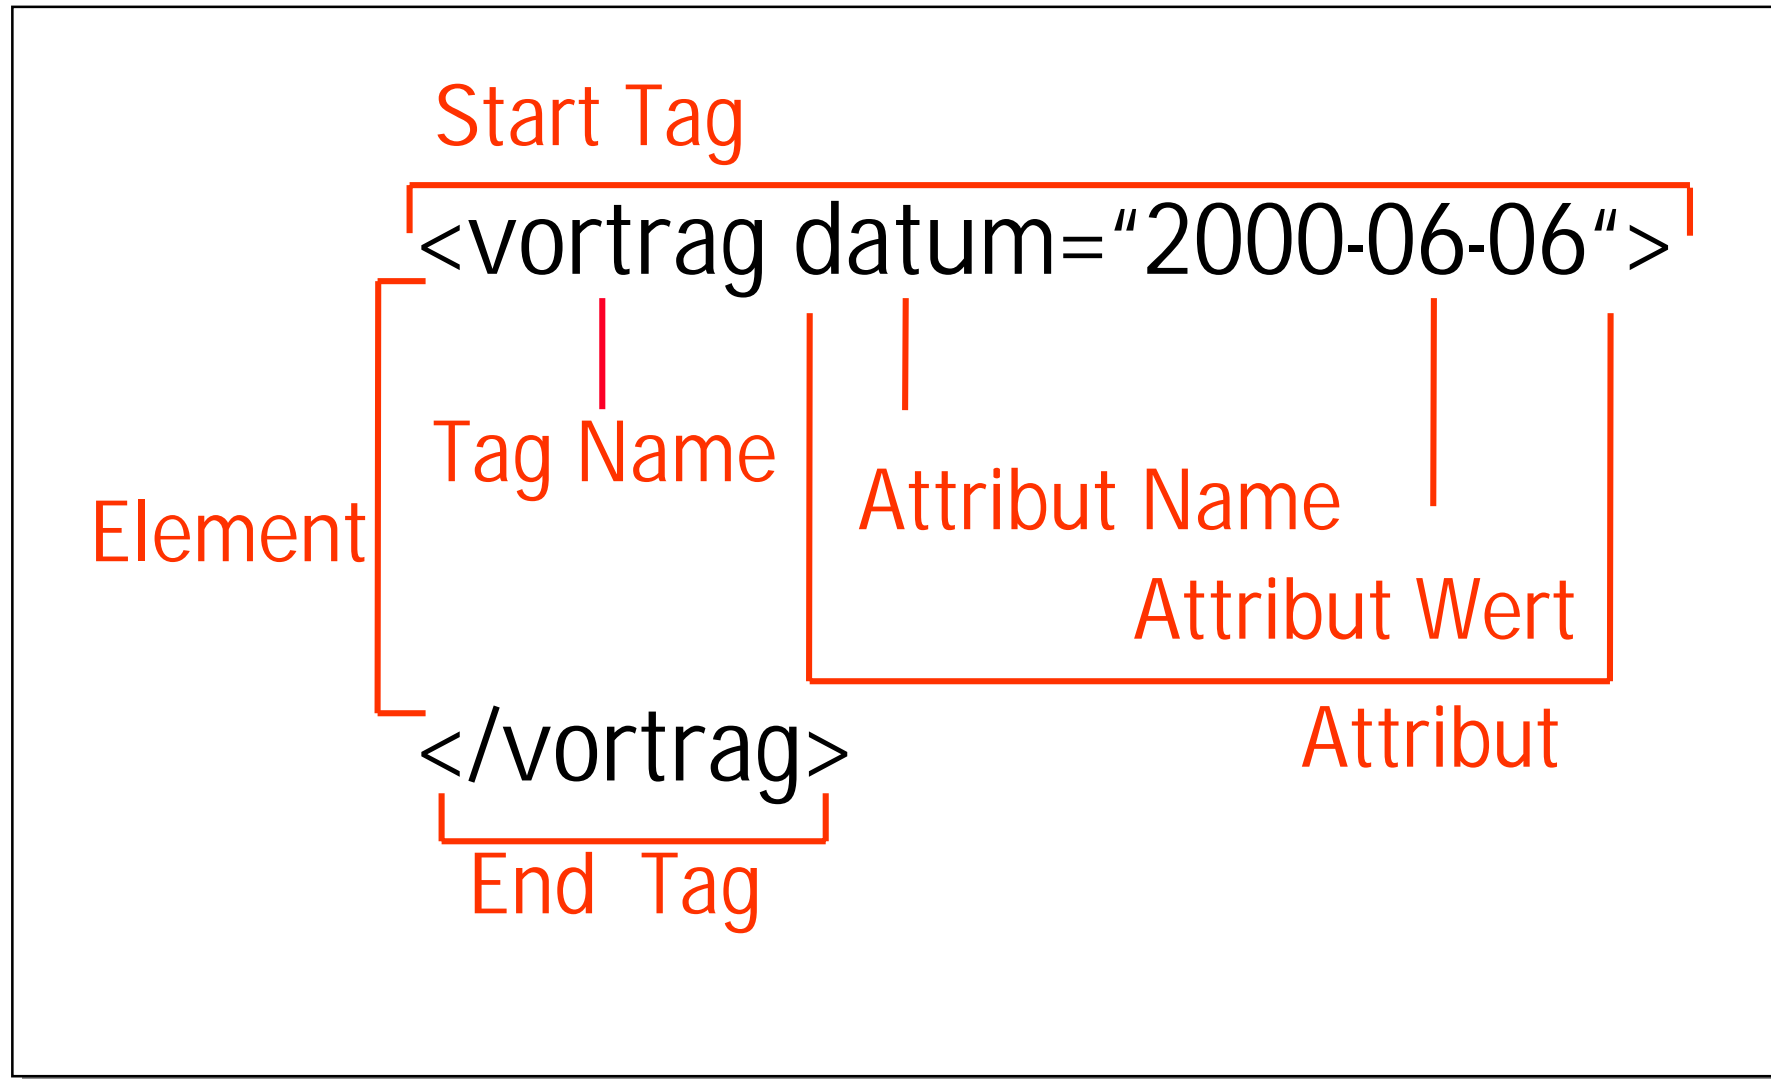 Start Tag
<vortrag datum=“2000-06-06“>
Tag Name
Attribut Name
Element
Attribut Wert
</vortrag>
Attribut
End Tag